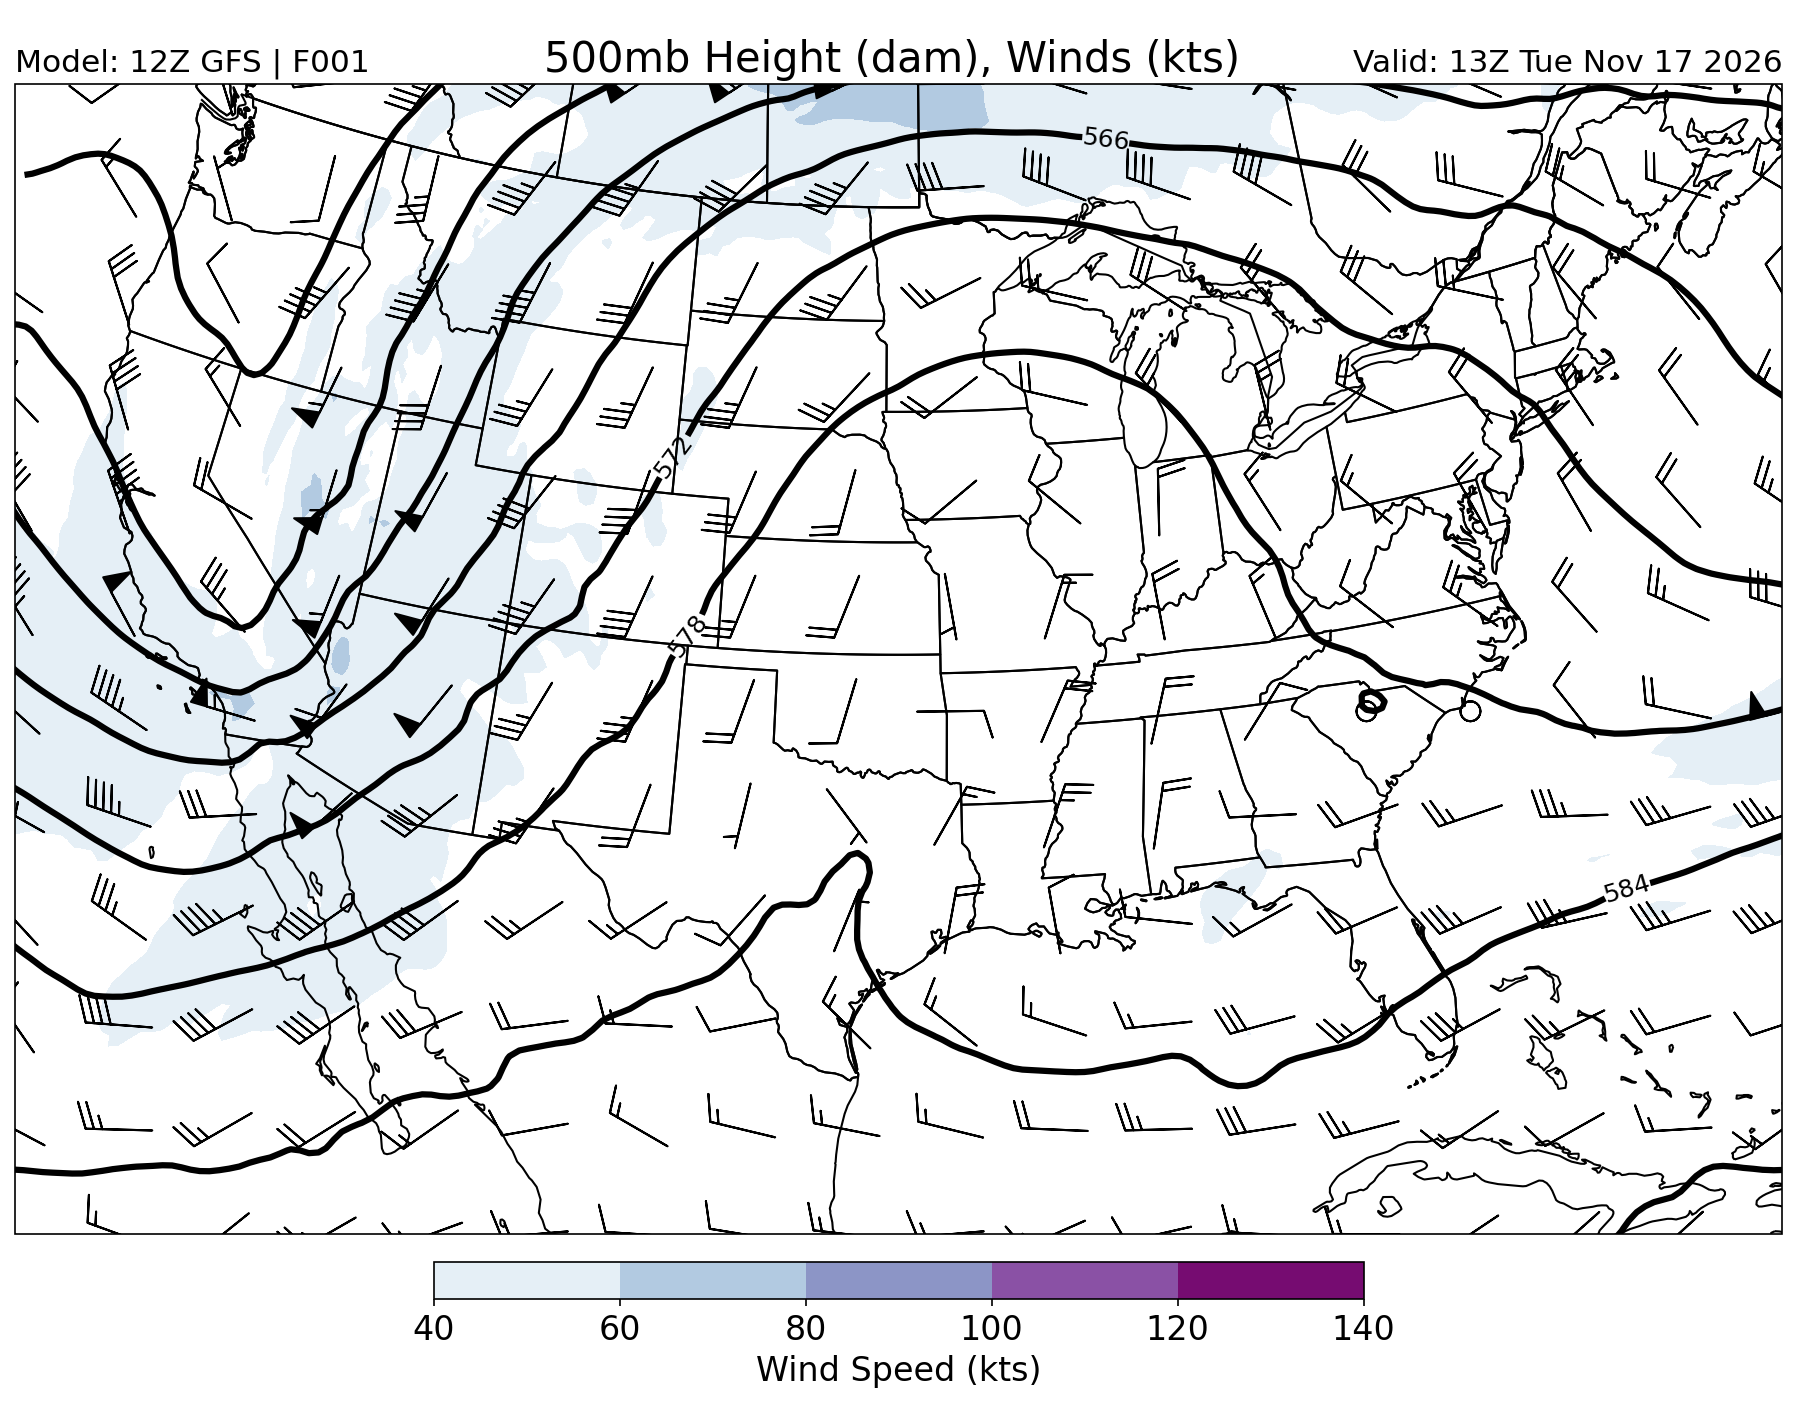 Model: 12Z GFS | F001
500mb Height (dam), Winds (kts)
Valid: 13Z Tue Nov 17 2026
566
572
578
584
40 60 80 100 120 140
Wind Speed (kts)